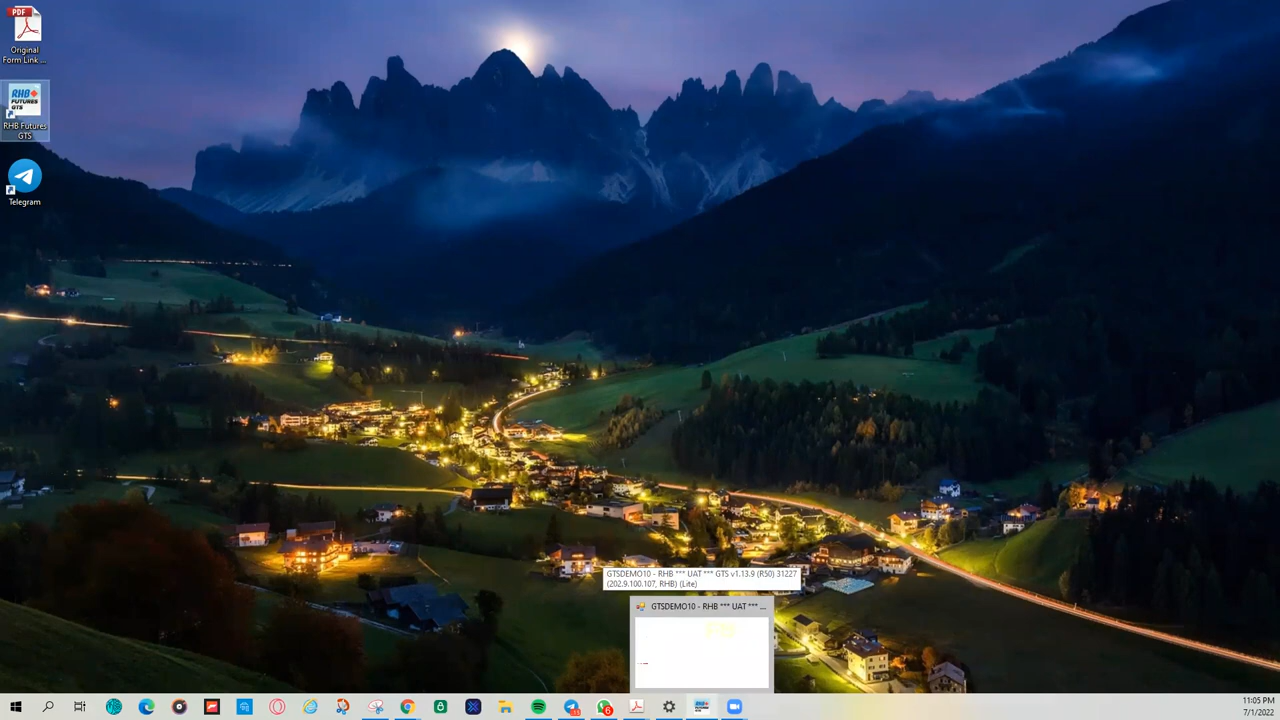 PDF
Original
Form Link ...
RHB
FUTURES
GTS
RHB Futures
GTS
Telegram
GTSDEMO10 - RHB *** UAT *** GTS v1.13.9 (R50) 31227
(202.9.100.107, RHB) (Lite)
GTSDEMO10 - RHB *** UAT *** ...
11:05 PM
7/1/2022